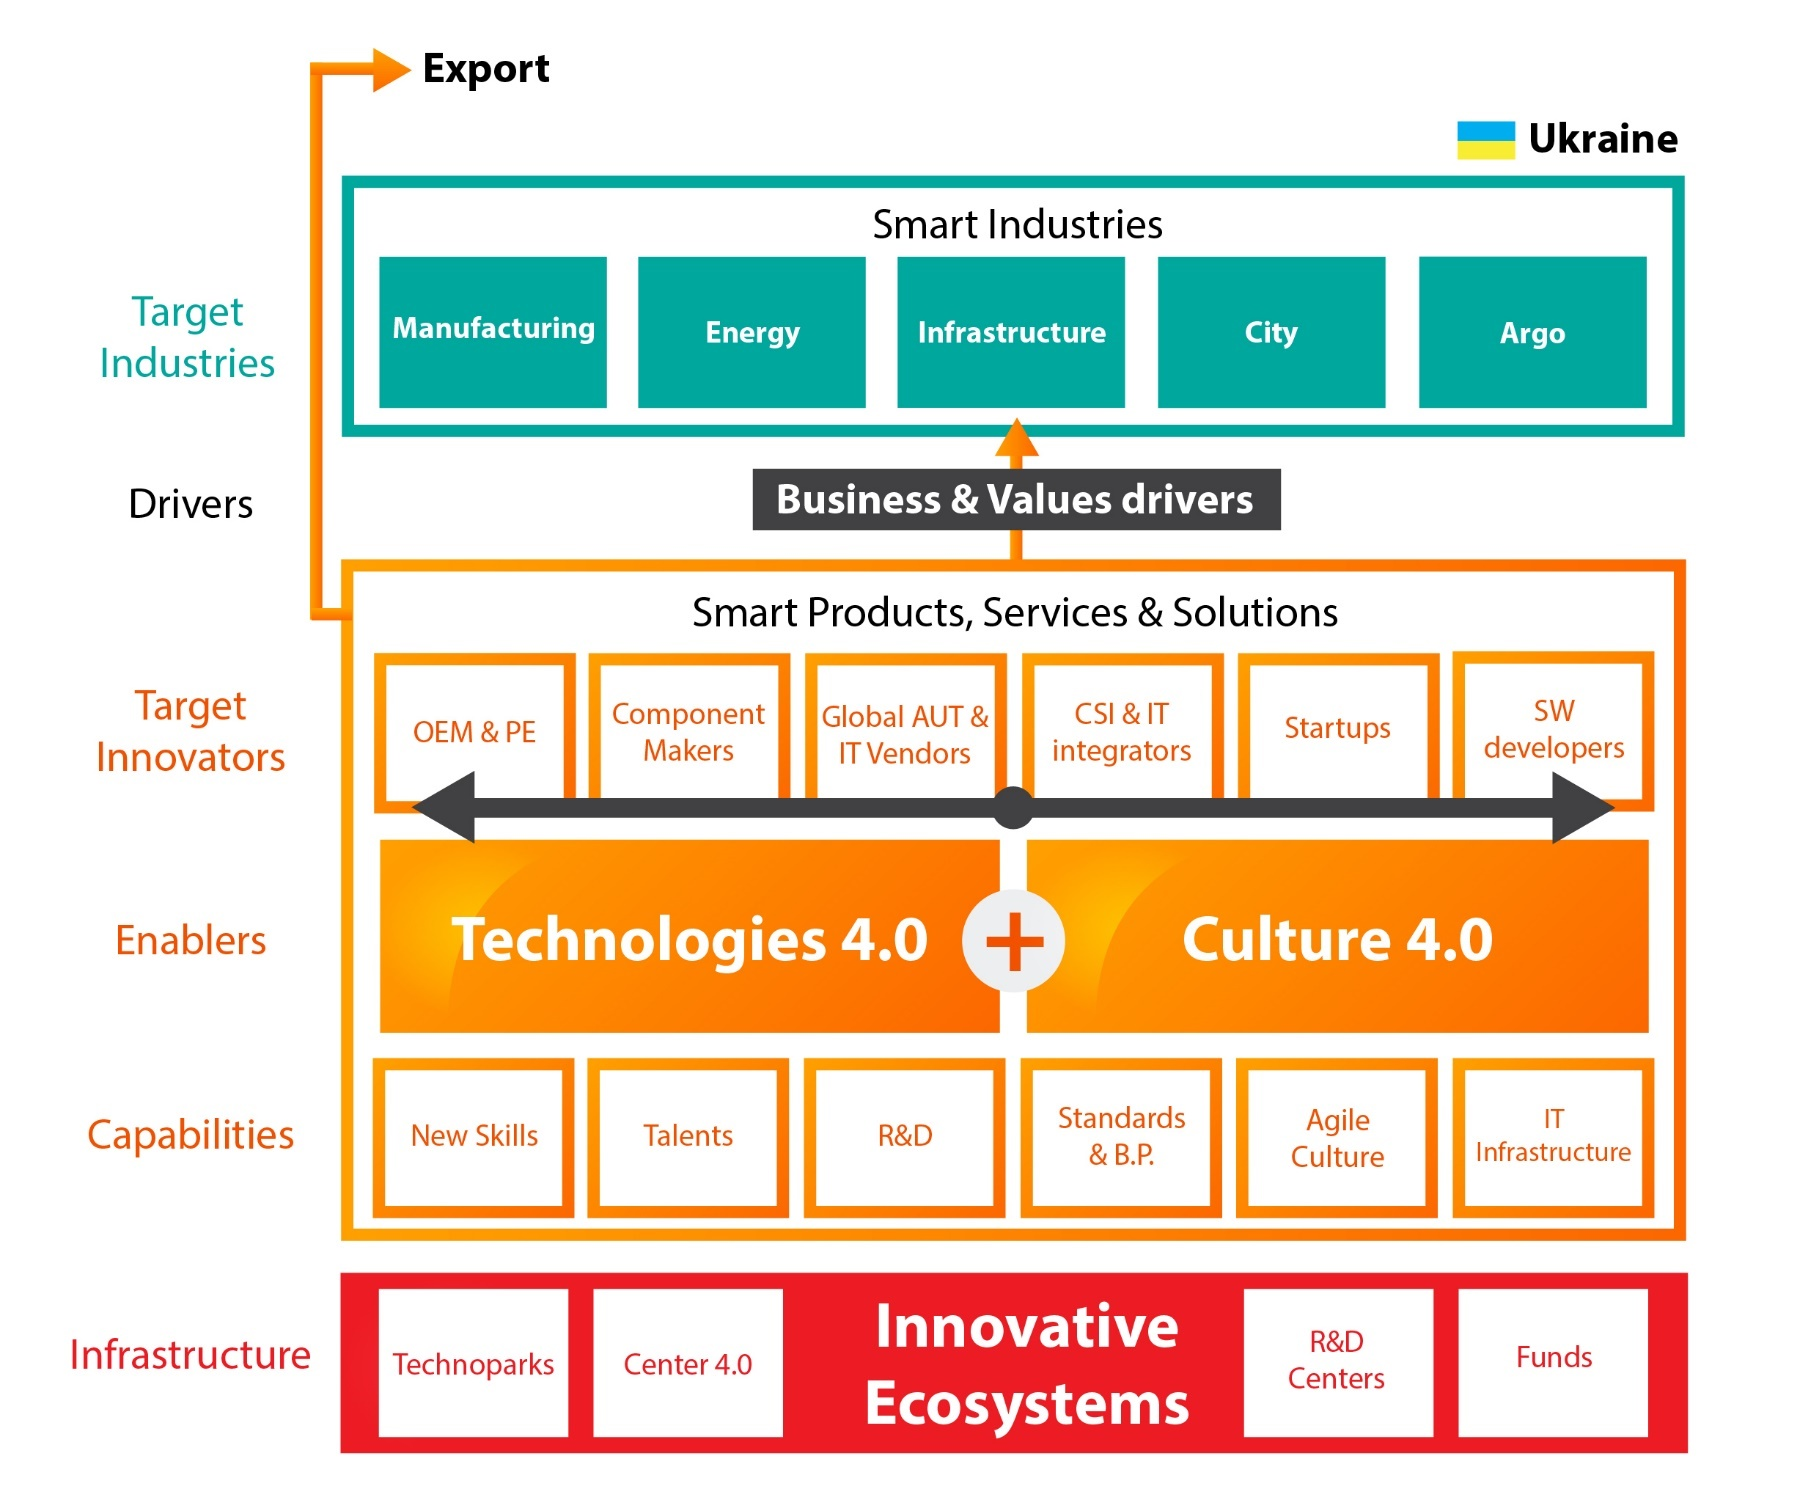 Export
Ukraine
Smart Industries
Target
Industries
Manufacturing
Energy
Infrastructure
City
Argo
Drivers
Business & Values drivers
Smart Products, Services & Solutions
Target
Innovators
OEM & PE
Component
Makers
Global AUT &
IT Vendors
CSI & IT
integrators
Startups
SW
developers
Enablers
Technologies 4.0
+
Culture 4.0
Capabilities
New Skills
Talents
R&D
Standards
& B.P.
Agile
Culture
IT
Infrastructure
Infrastructure
Technoparks
Center 4.0
Innovative
Ecosystems
R&D
Centers
Funds